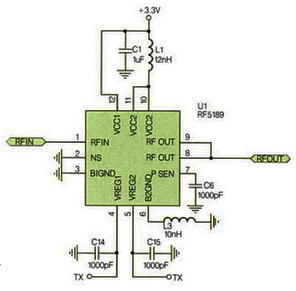 +3.3V
C1
1uF
L1
12nH
12
11
10
VCC1
VCC2
VCC2
U1
RF5189
RFIN
1
RFIN
RF OUT
9
2
NS
RF OUT
8
RFOUT
3
BIGND
P SEN
7
VREG1
VREG2
B2GND
C6
1000pF
4
5
6
L3
10nH
C14
1000pF
C15
1000pF
TX
TX